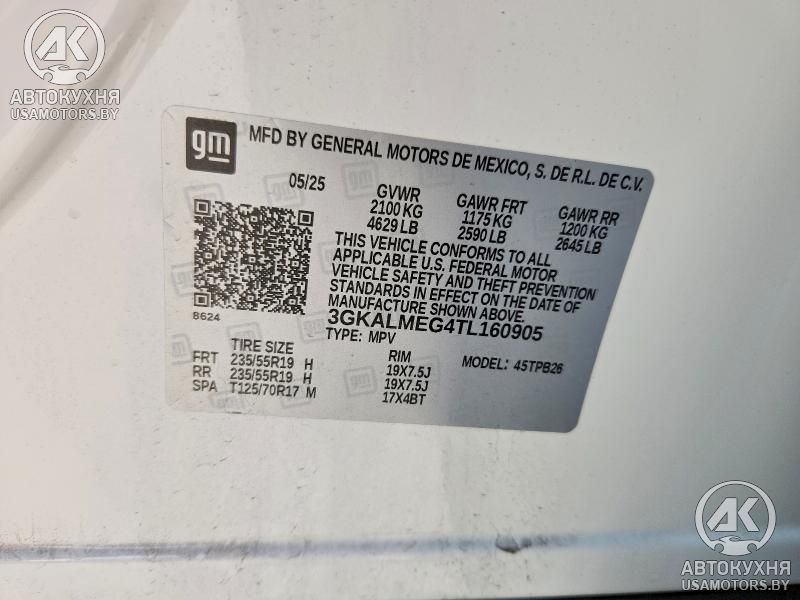 AK
АВТОКУХНЯ
USAMOTORS.BY
gm MFD BY GENERAL MOTORS DE MEXICO, S. DE R.L. DE C.V.
05/25 GVWR GAWR FRT GAWR RR
2100 KG 1175 KG 1200 KG
4629 LB 2590 LB 2645 LB
THIS VEHICLE CONFORMS TO ALL
APPLICABLE U.S. FEDERAL MOTOR
VEHICLE SAFETY AND THEFT PREVENTION
STANDARDS IN EFFECT ON THE DATE OF
MANUFACTURE SHOWN ABOVE.
3GKALMEG4TL160905
8624
TYPE: MPV MODEL: 45TPB26
TIRE SIZE RIM
FRT 235/55R19 H 19X7.5J
RR 235/55R19 H 19X7.5J
SPA T125/70R17 M 17X4BT
AK
АВТОКУХНЯ
USAMOTORS.BY